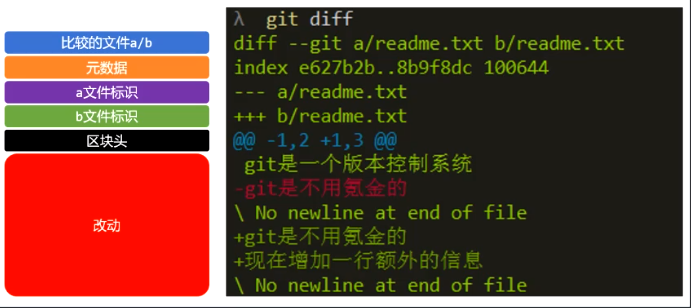 λ  git diff
比较的文件a/b
diff --git a/readme.txt b/readme.txt
元数据
index e627b2b..8b9f8dc 100644
a文件标识
--- a/readme.txt
b文件标识
+++ b/readme.txt
区块头
@@ -1,2 +1,3 @@
改动
 git是一个版本控制系统
-git是不用氪金的
\ No newline at end of file
+git是不用氪金的
+现在增加一行额外的信息
\ No newline at end of file